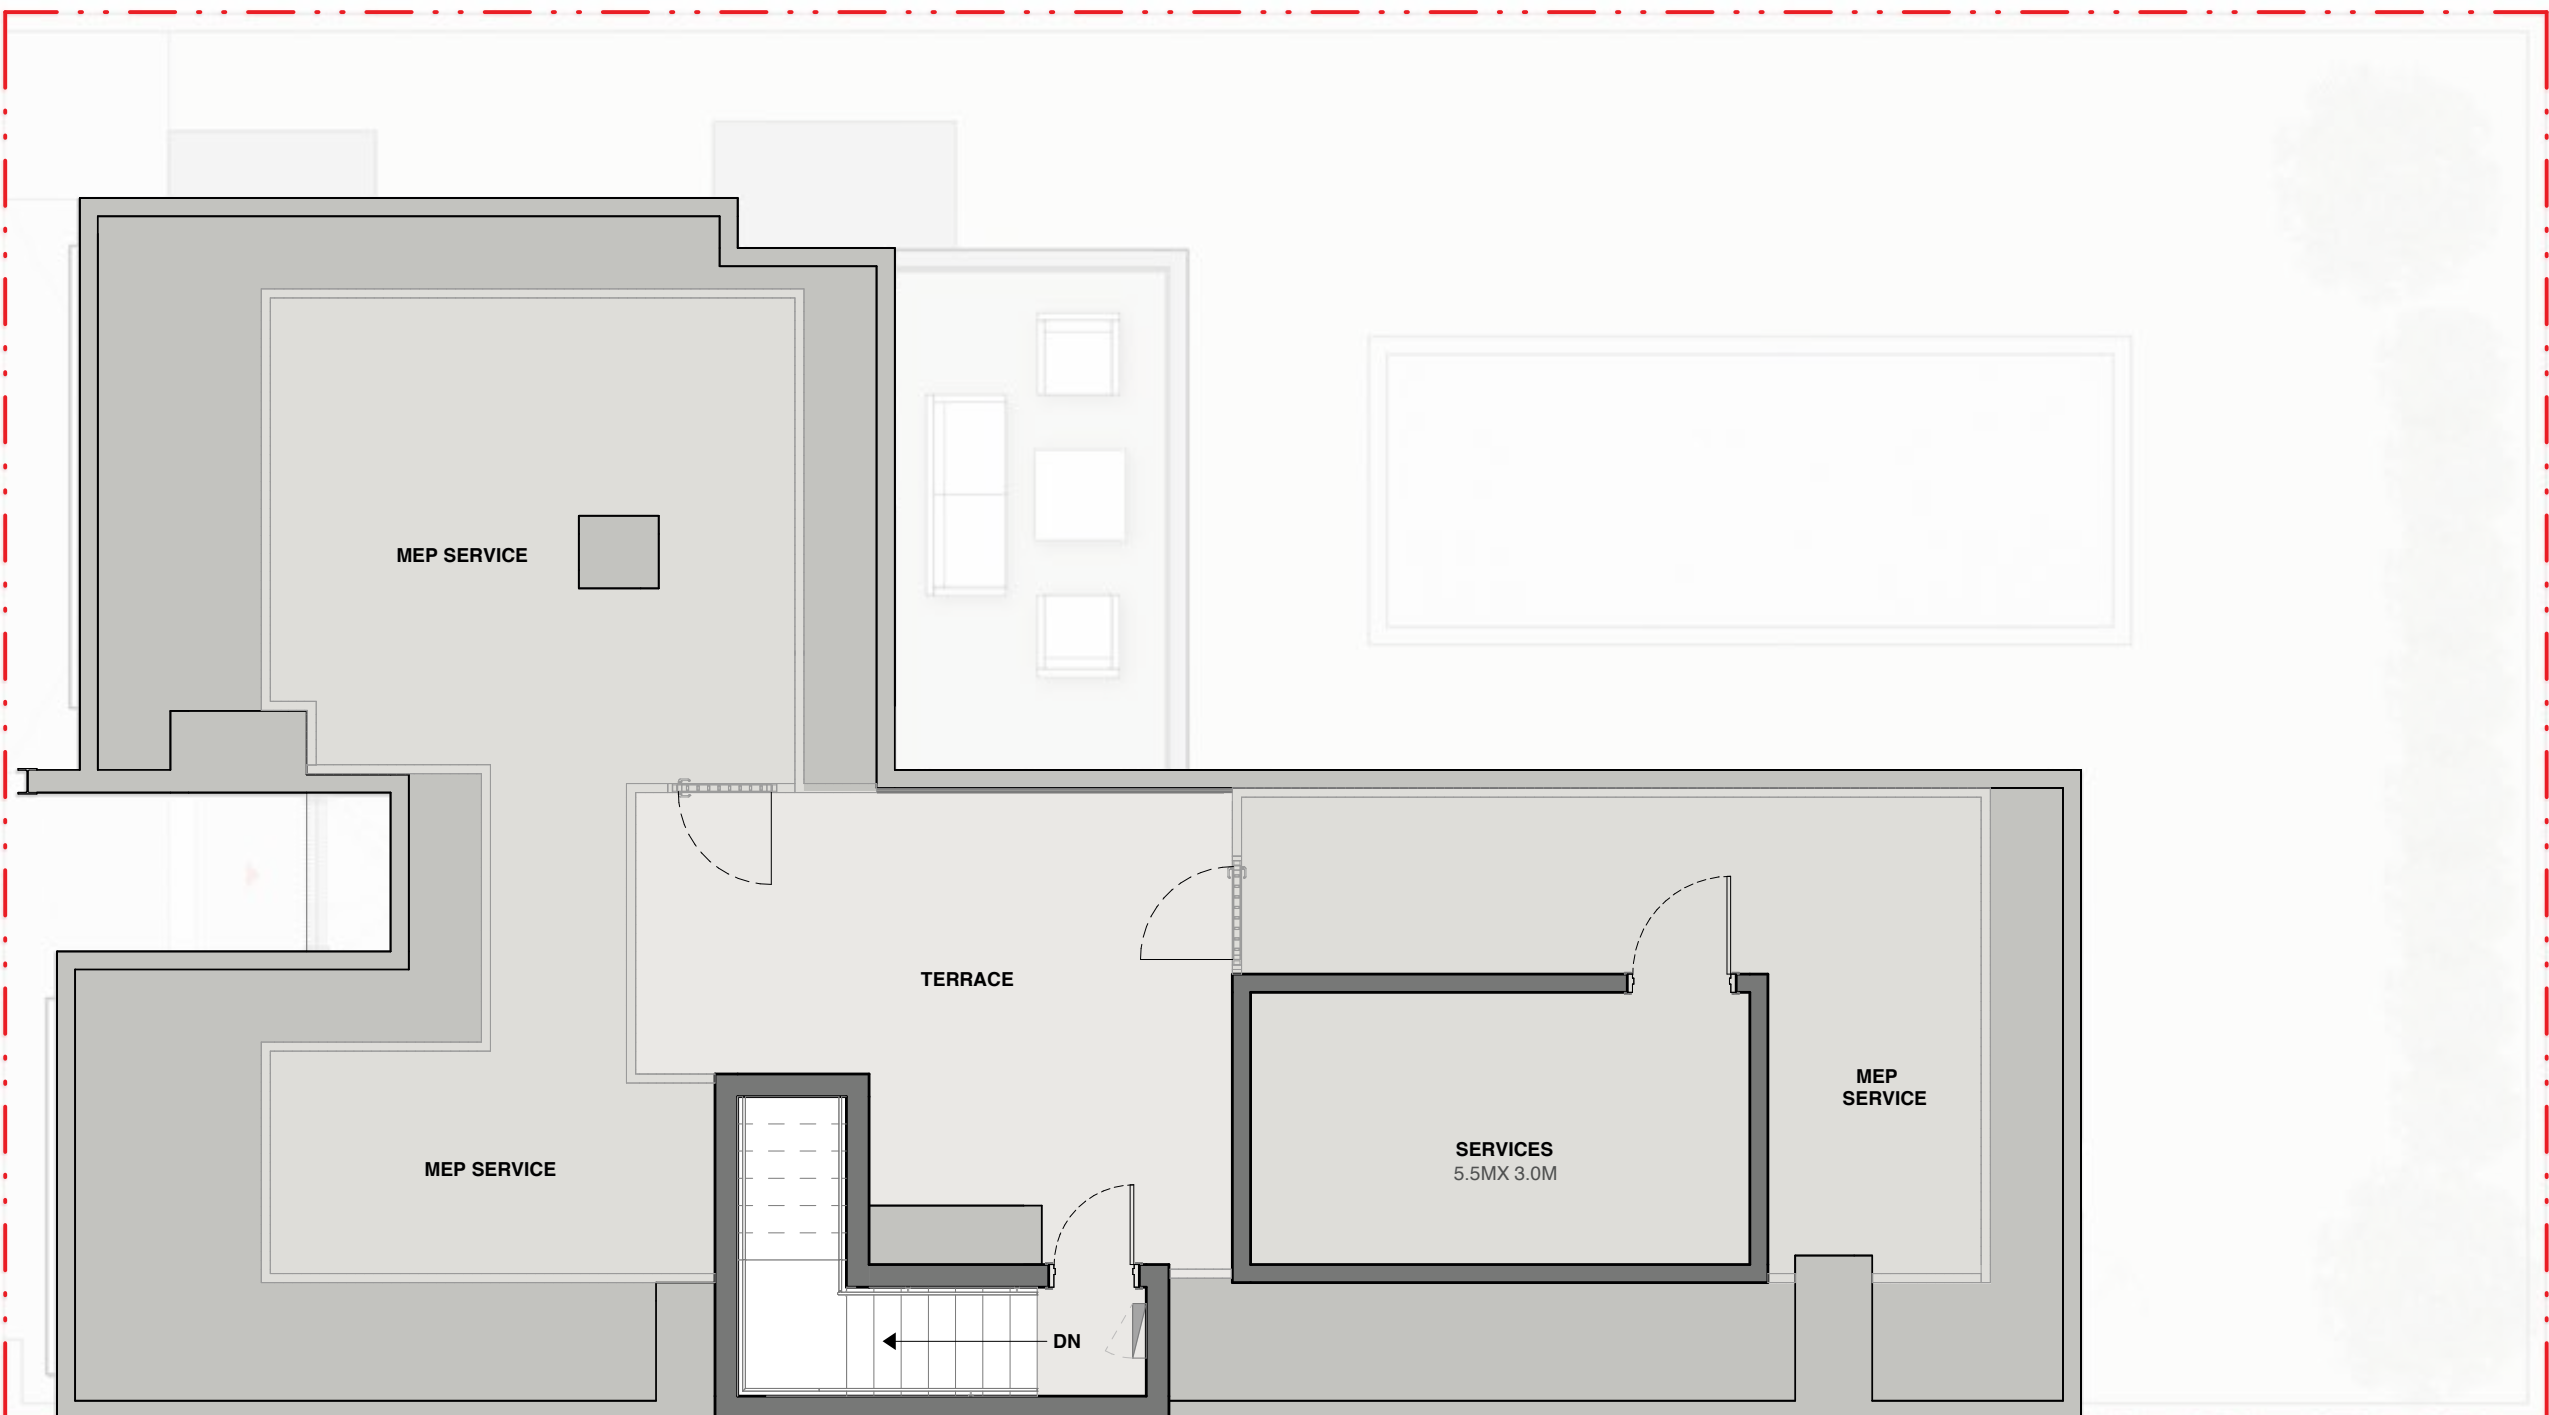 MEP SERVICE
TERRACE
MEP
SERVICE
SERVICES
5.5MX 3.0M
MEP SERVICE
DN